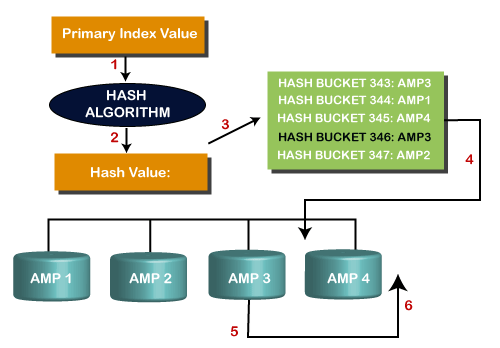 Primary Index Value
1
HASH
ALGORITHM
2
Hash Value:
3
HASH BUCKET 343: AMP3
HASH BUCKET 344: AMP1
HASH BUCKET 345: AMP4
HASH BUCKET 346: AMP3
HASH BUCKET 347: AMP2
4
AMP 1
AMP 2
AMP 3
AMP 4
5
6